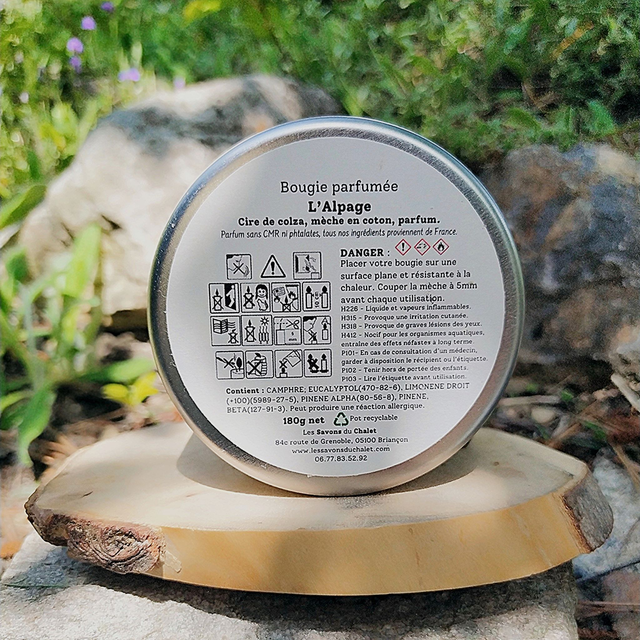 Bougie parfumée
L'Alpage
Cire de colza, mèche en coton, parfum.
Parfum sans CMR ni phtalates, tous nos ingrédients proviennent de France.
DANGER :
Placer votre bougie sur une
surface plane et résistante à la
chaleur. Couper la mèche à 5mm
avant chaque utilisation.
H226 - Liquide et vapeurs inflammables.
H315 - Provoque une irritation cutanée.
H318 - Provoque de graves lésions des yeux.
H412 - Nocif pour les organismes aquatiques,
entraîne des effets néfastes à long terme.
P101 - En cas de consultation d'un médecin,
garder à disposition le récipient ou l'étiquette.
P102 - Tenir hors de portée des enfants.
P103 - Lire l'étiquette avant utilisation.
Contient : CAMPHRE; EUCALYPTOL(470-82-6), LIMONENE DROIT
(+100)(5989-27-5), PINENE ALPHA(80-56-8), PINENE,
BETA(127-91-3). Peut produire une réaction allergique.
180g net Pot recyclable
Les Savons du Chalet
84c route de Grenoble, 05100 Briançon
www.lessavonsduchalet.com
06.77.83.52.92